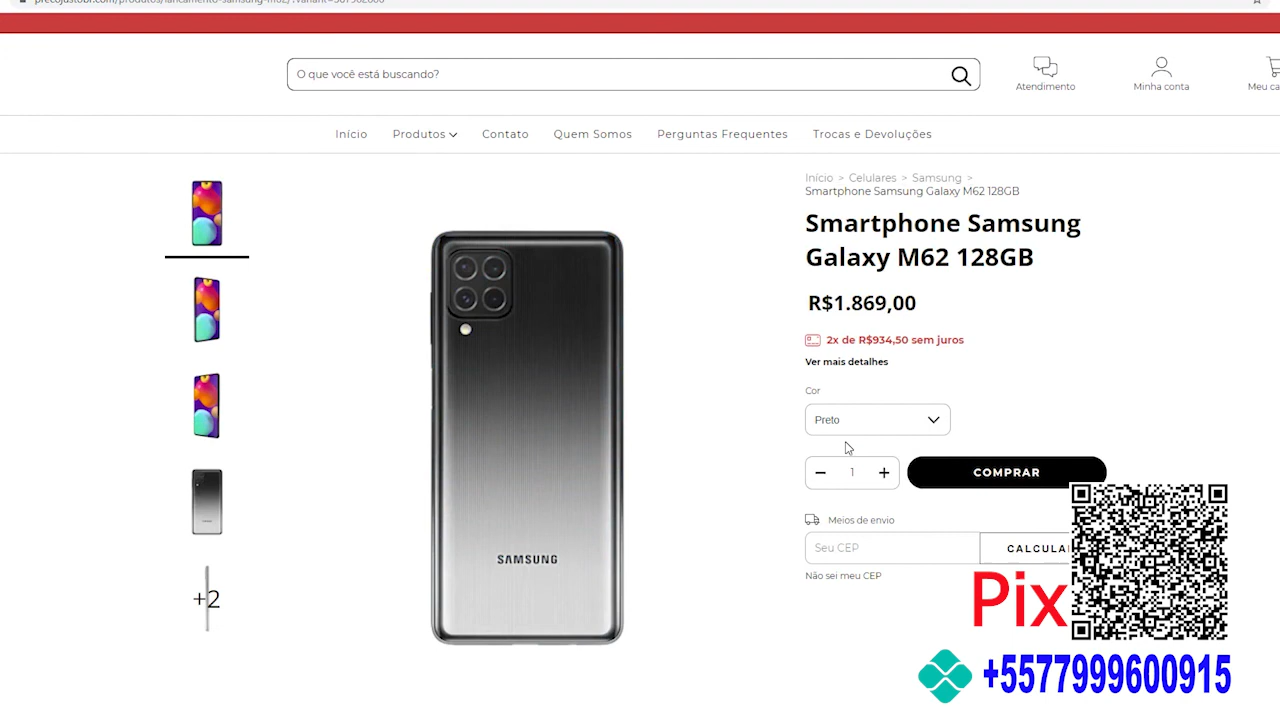 O que você está buscando?
Atendimento
Minha conta
Meu ca
Início
Produtos
Contato
Quem Somos
Perguntas Frequentes
Trocas e Devoluções
Início > Celulares > Samsung >
Smartphone Samsung Galaxy M62 128GB
Smartphone Samsung
Galaxy M62 128GB
R$1.869,00
2x de R$934,50 sem juros
Ver mais detalhes
Cor
Preto
− 1 +
COMPRAR
Meios de envio
Seu CEP
CALCULA
Não sei meu CEP
SAMSUNG
+2
Pix
+5577999600915